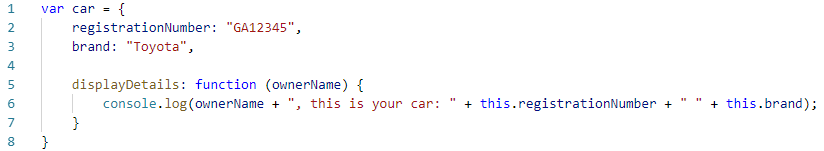 1 var car = {
2 registrationNumber: "GA12345",
3 brand: "Toyota",
4
5 displayDetails: function (ownerName) {
6 console.log(ownerName + ", this is your car: " + this.registrationNumber + " " + this.brand);
7 }
8 }